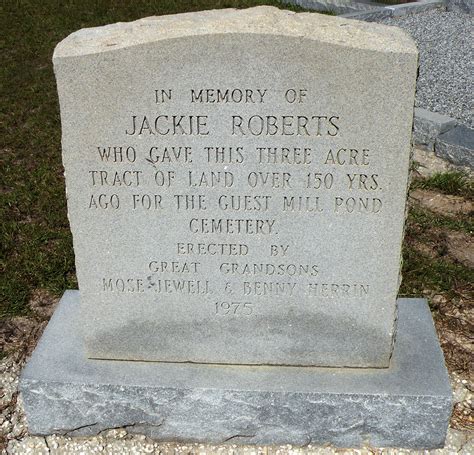 IN MEMORY OF
JACKIE ROBERTS
WHO GAVE THIS THREE ACRE
TRACT OF LAND OVER 150 YRS.
AGO FOR THE GUEST MILL POND
CEMETERY.
ERECTED BY
GREAT GRANDSONS
MOSE JEWELL & BENNY HERRIN
1975